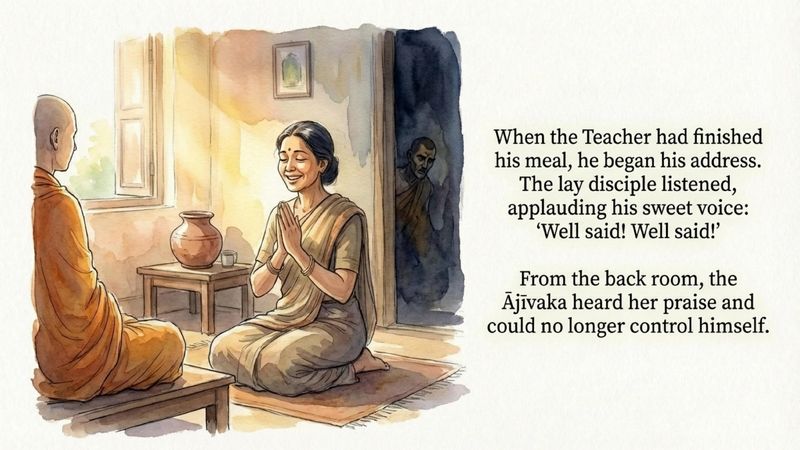 When the Teacher had finished
his meal, he began his address.
The lay disciple listened,
applauding his sweet voice:
‘Well said! Well said!’
From the back room, the
Ājīvaka heard her praise and
could no longer control himself.